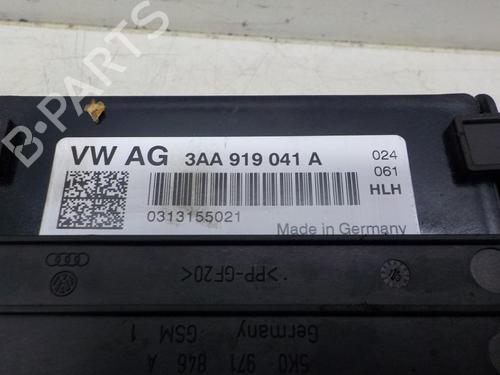 VW AG 3AA 919 041 A
024
061
HLH
0313155021
Made in Germany
>PP-GF20<
Germany GSM 1
5K0 971 846 A
B-PARTS